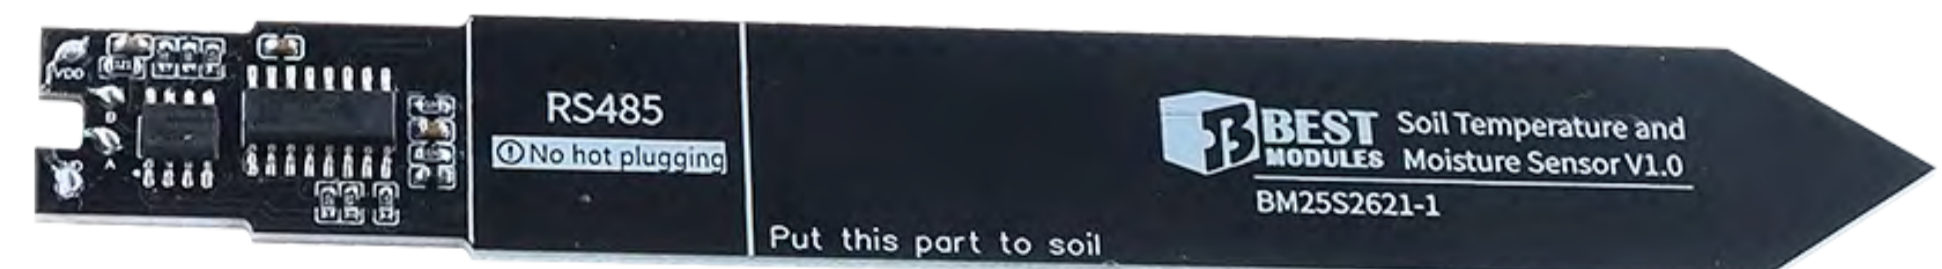 VDD
B
A
RS485
No hot plugging
Put this part to soil
BEST
MODULES
Soil Temperature and
Moisture Sensor V1.0
BM25S2621-1